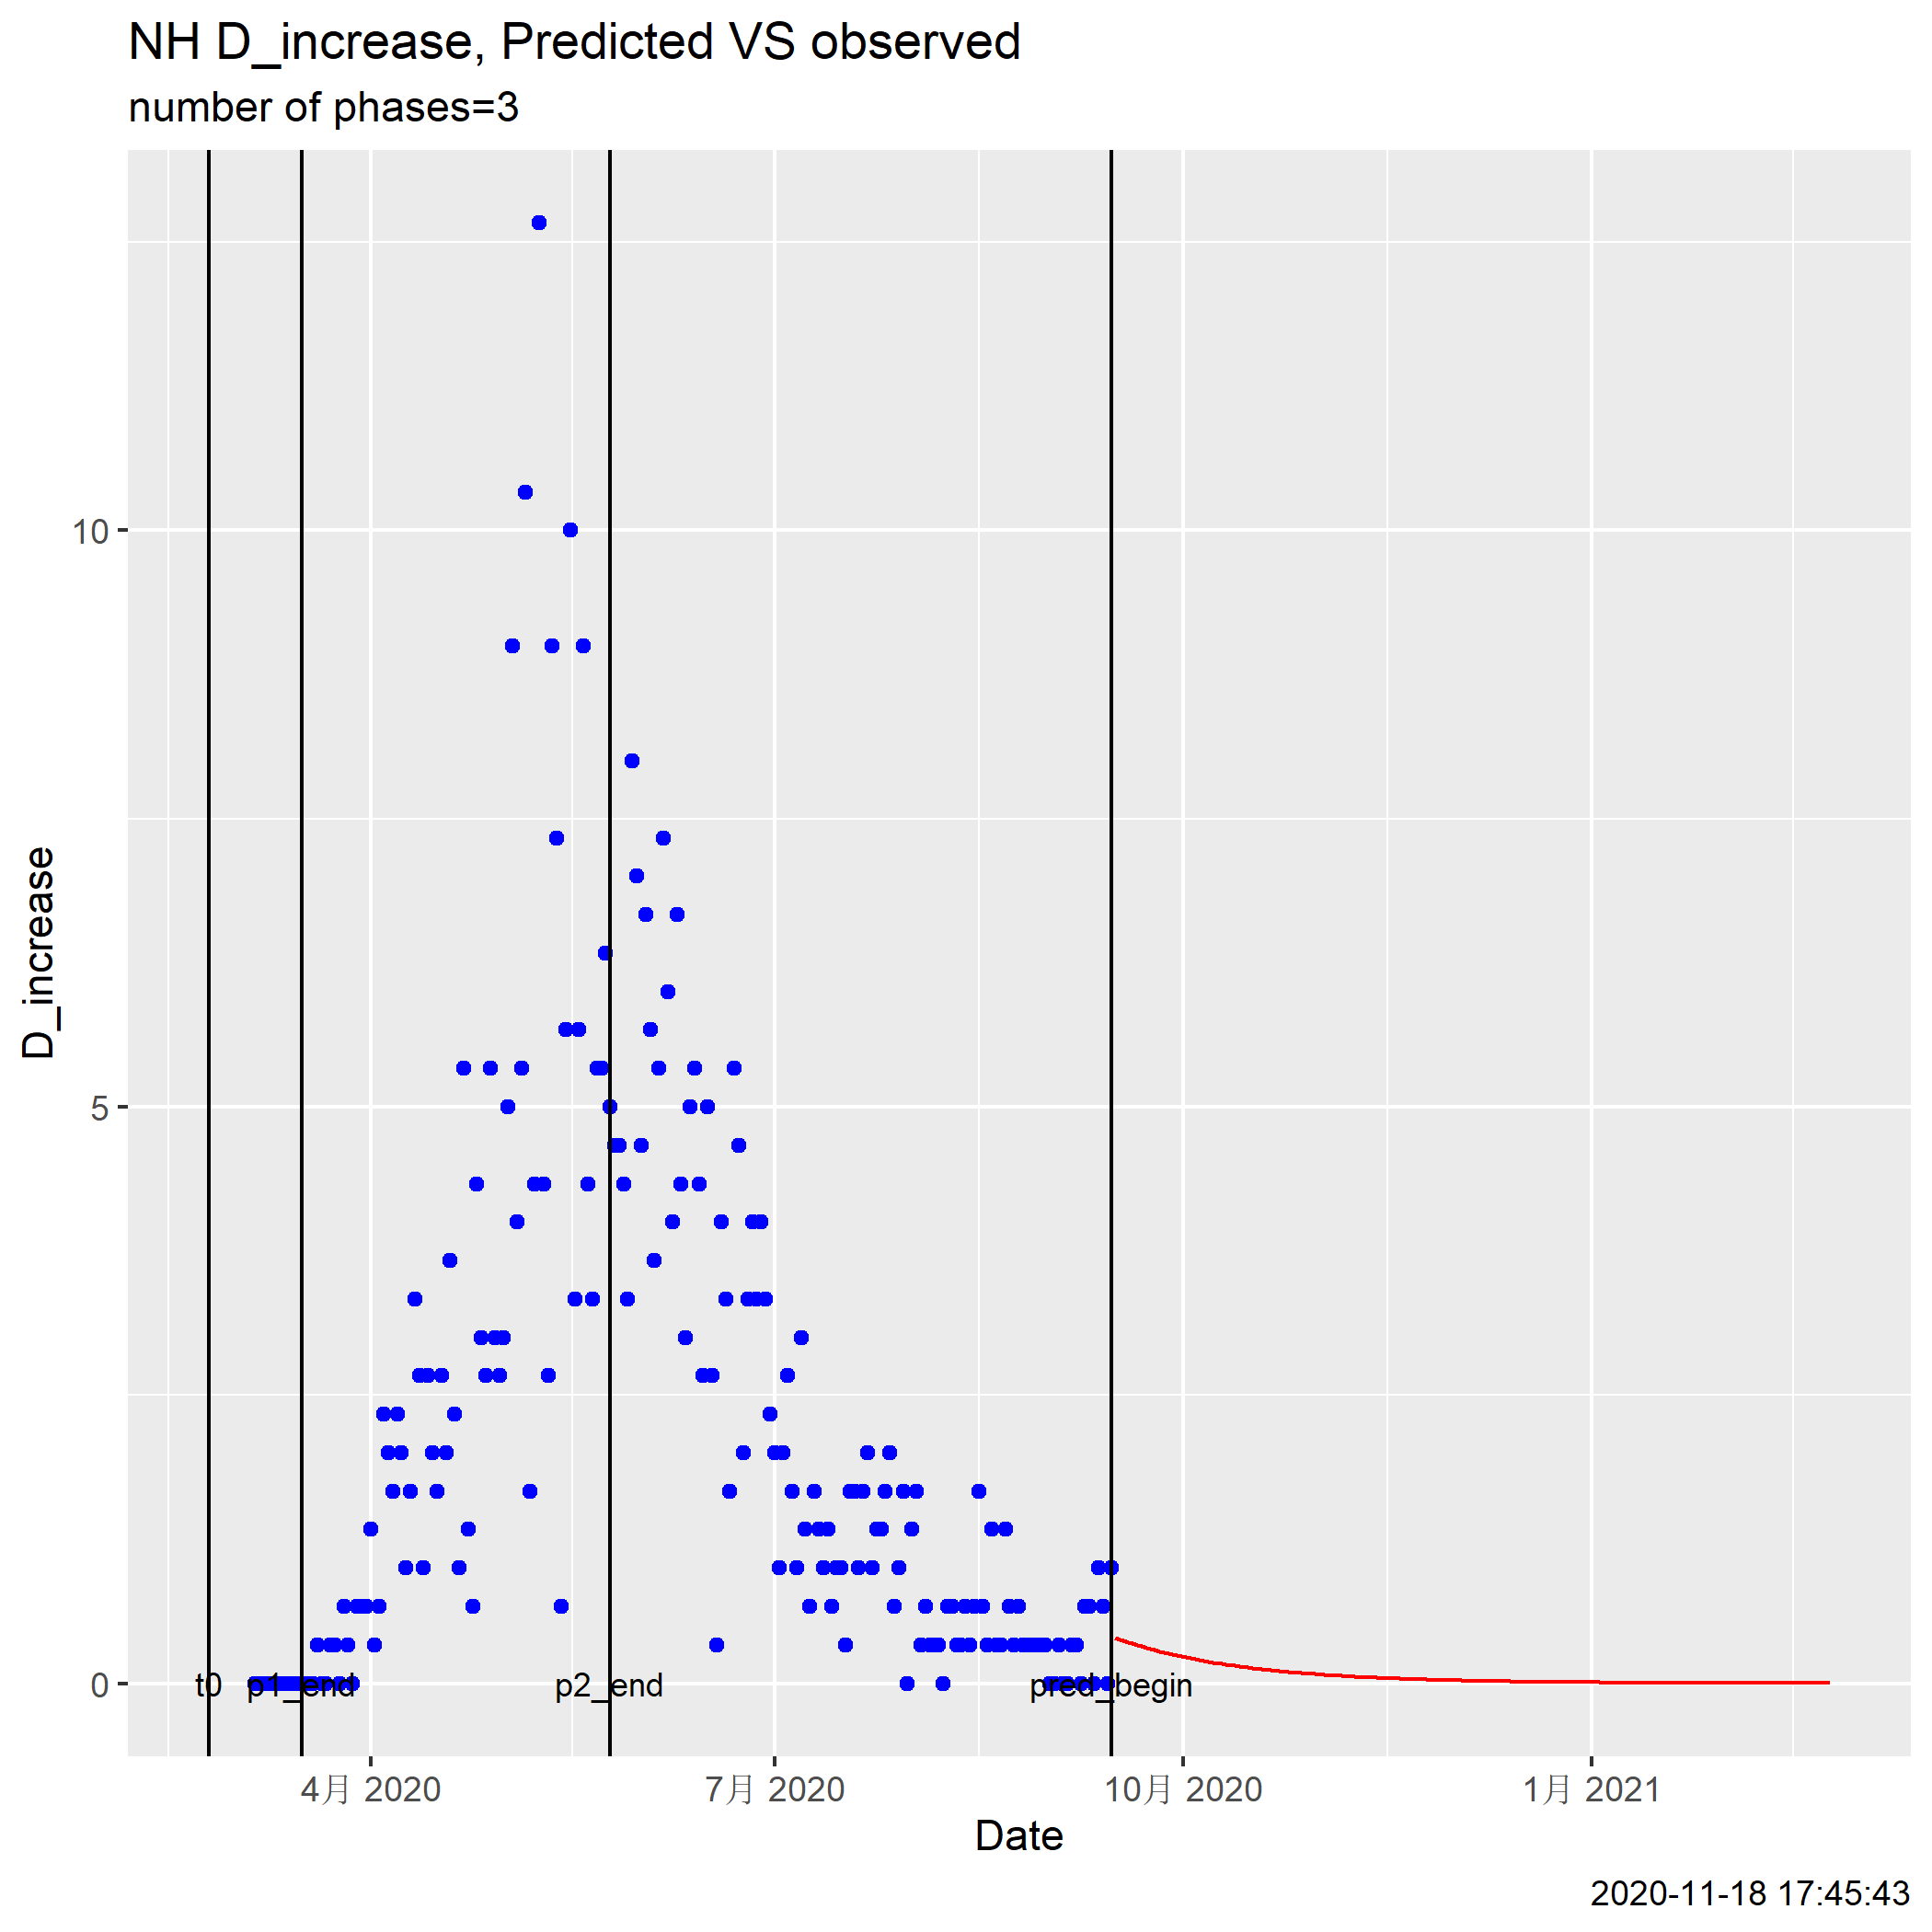 NH D_increase, Predicted VS observed
number of phases=3
D_increase
10
5
0
t0
p1_end
p2_end
pred_begin
4月 2020
7月 2020
10月 2020
1月 2021
Date
2020-11-18 17:45:43